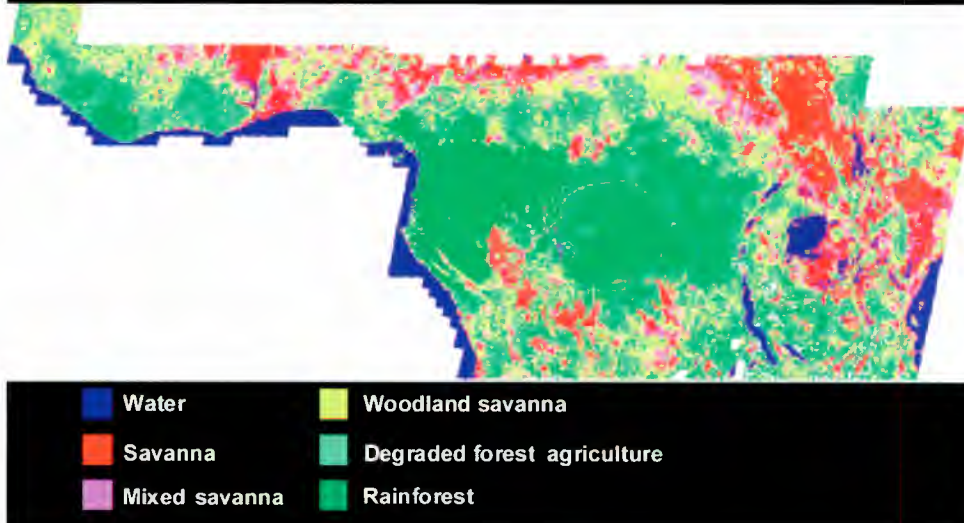 Water
Woodland savanna
Savanna
Degraded forest agriculture
Mixed savanna
Rainforest